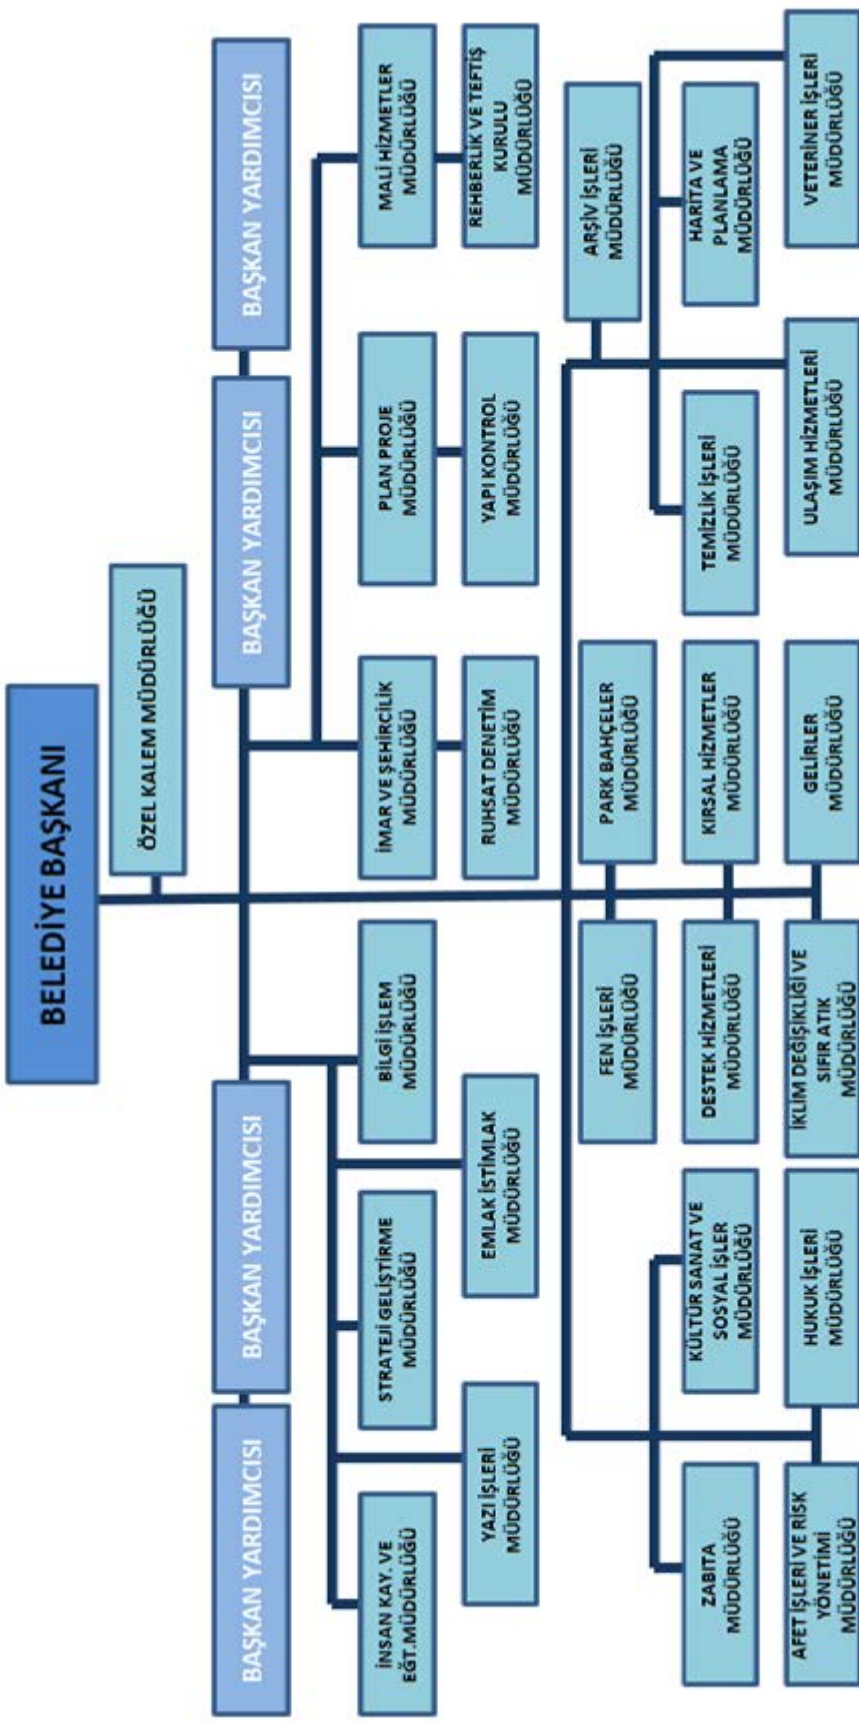 BELEDİYE BAŞKANI
ÖZEL KALEM MÜDÜRLÜĞÜ
BAŞKAN YARDIMCISI
BAŞKAN YARDIMCISI
BAŞKAN YARDIMCISI
BAŞKAN YARDIMCISI
İNSAN KAY. VE
EĞT.MÜDÜRLÜĞÜ
STRATEJİ GELİŞTİRME
MÜDÜRLÜĞÜ
BİLGİ İŞLEM
MÜDÜRLÜĞÜ
İMAR VE ŞEHİRCİLİK
MÜDÜRLÜĞÜ
PLAN PROJE
MÜDÜRLÜĞÜ
MALİ HİZMETLER
MÜDÜRLÜĞÜ
YAZI İŞLERİ
MÜDÜRLÜĞÜ
EMLAK İSTİMLAK
MÜDÜRLÜĞÜ
RUHSAT DENETİM
MÜDÜRLÜĞÜ
YAPI KONTROL
MÜDÜRLÜĞÜ
REHBERLİK VE TEFTİŞ
KURULU
MÜDÜRLÜĞÜ
ARŞİV İŞLERİ
MÜDÜRLÜĞÜ
FEN İŞLERİ
MÜDÜRLÜĞÜ
PARK BAHÇELER
MÜDÜRLÜĞÜ
ZABITA
MÜDÜRLÜĞÜ
KÜLTÜR SANAT VE
SOSYAL İŞLER
MÜDÜRLÜĞÜ
DESTEK HİZMETLERİ
MÜDÜRLÜĞÜ
KIRSAL HİZMETLER
MÜDÜRLÜĞÜ
TEMİZLİK İŞLERİ
MÜDÜRLÜĞÜ
HARİTA VE
PLANLAMA
MÜDÜRLÜĞÜ
AFET İŞLERİ VE RİSK
YÖNETİMİ
MÜDÜRLÜĞÜ
HUKUK İŞLERİ
MÜDÜRLÜĞÜ
İKLİM DEĞİŞİKLİĞİ VE
SIFIR ATIK
MÜDÜRLÜĞÜ
GELİRLER
MÜDÜRLÜĞÜ
ULAŞIM HİZMETLERİ
MÜDÜRLÜĞÜ
VETERİNER İŞLERİ
MÜDÜRLÜĞÜ